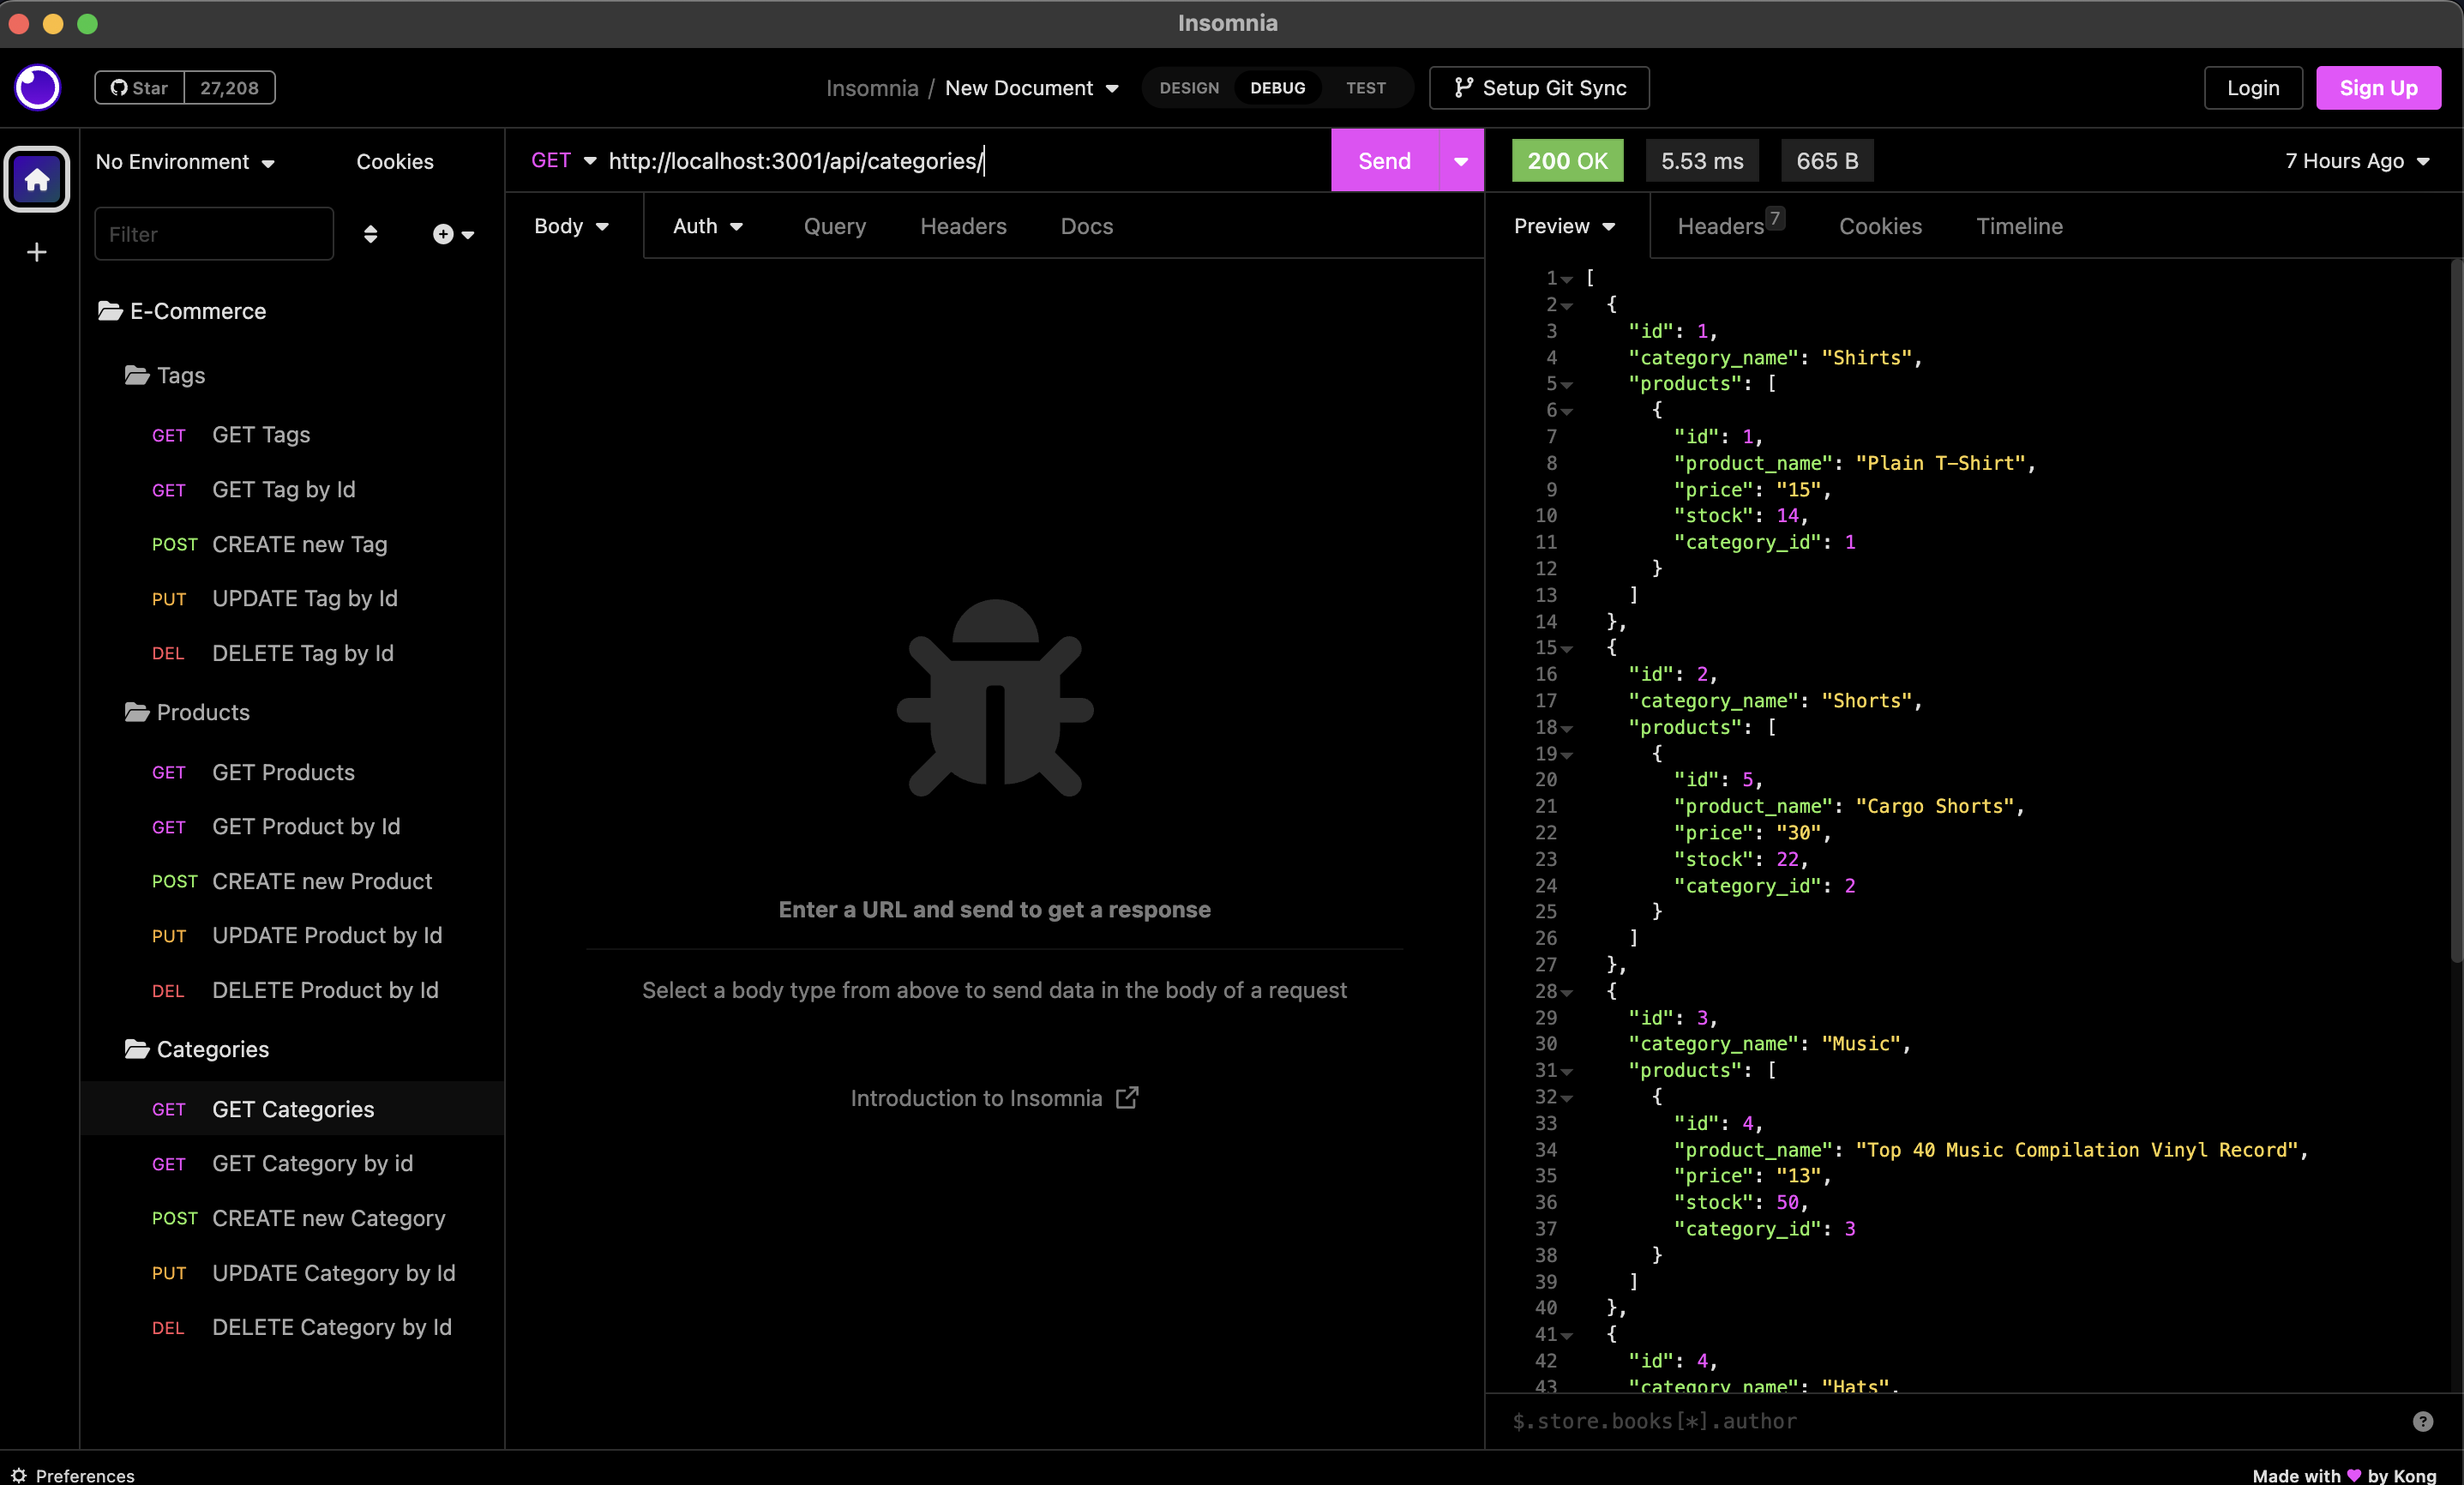 Insomnia
Star 27,208
Insomnia / New Document
DESIGN DEBUG TEST
Setup Git Sync
Login
Sign Up
No Environment
Cookies
Filter
E-Commerce
Tags
GET GET Tags
GET GET Tag by Id
POST CREATE new Tag
PUT UPDATE Tag by Id
DEL DELETE Tag by Id
Products
GET GET Products
GET GET Product by Id
POST CREATE new Product
PUT UPDATE Product by Id
DEL DELETE Product by Id
Categories
GET GET Categories
GET GET Category by id
POST CREATE new Category
PUT UPDATE Category by Id
DEL DELETE Category by Id
GET http://localhost:3001/api/categories/
Send
Body Auth Query Headers Docs
Enter a URL and send to get a response
Select a body type from above to send data in the body of a request
Introduction to Insomnia
200 OK 5.53 ms 665 B
7 Hours Ago
Preview Headers 7 Cookies Timeline
1 [
2 {
3 "id": 1,
4 "category_name": "Shirts",
5 "products": [
6 {
7 "id": 1,
8 "product_name": "Plain T-Shirt",
9 "price": "15",
10 "stock": 14,
11 "category_id": 1
12 }
13 ]
14 },
15 {
16 "id": 2,
17 "category_name": "Shorts",
18 "products": [
19 {
20 "id": 5,
21 "product_name": "Cargo Shorts",
22 "price": "30",
23 "stock": 22,
24 "category_id": 2
25 }
26 ]
27 },
28 {
29 "id": 3,
30 "category_name": "Music",
31 "products": [
32 {
33 "id": 4,
34 "product_name": "Top 40 Music Compilation Vinyl Record",
35 "price": "13",
36 "stock": 50,
37 "category_id": 3
38 }
39 ]
40 },
41 {
42 "id": 4,
43 "category_name": "Hats",
$.store.books[*].author
Preferences
Made with ♥ by Kong